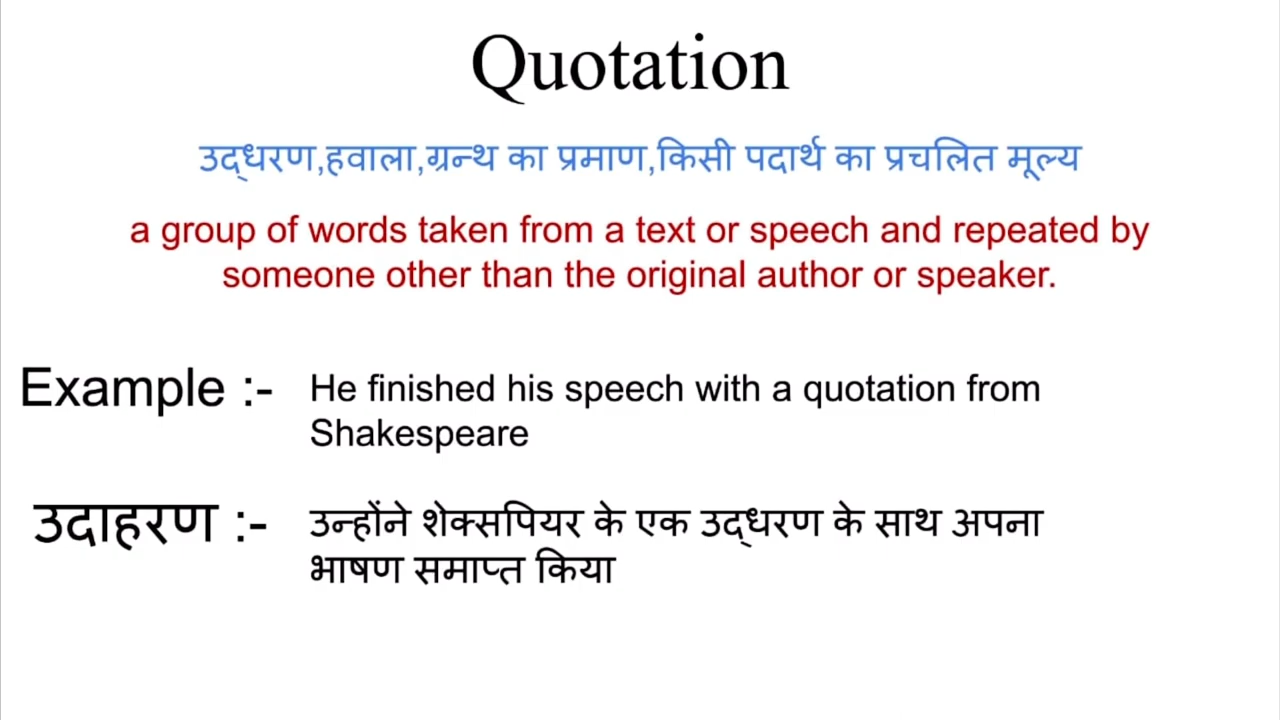 Quotation
उद्धरण,हवाला,ग्रन्थ का प्रमाण,किसी पदार्थ का प्रचलित मूल्य
a group of words taken from a text or speech and repeated by
someone other than the original author or speaker.
Example :- He finished his speech with a quotation from
Shakespeare
उदाहरण :- उन्होंने शेक्सपियर के एक उद्धरण के साथ अपना
भाषण समाप्त किया